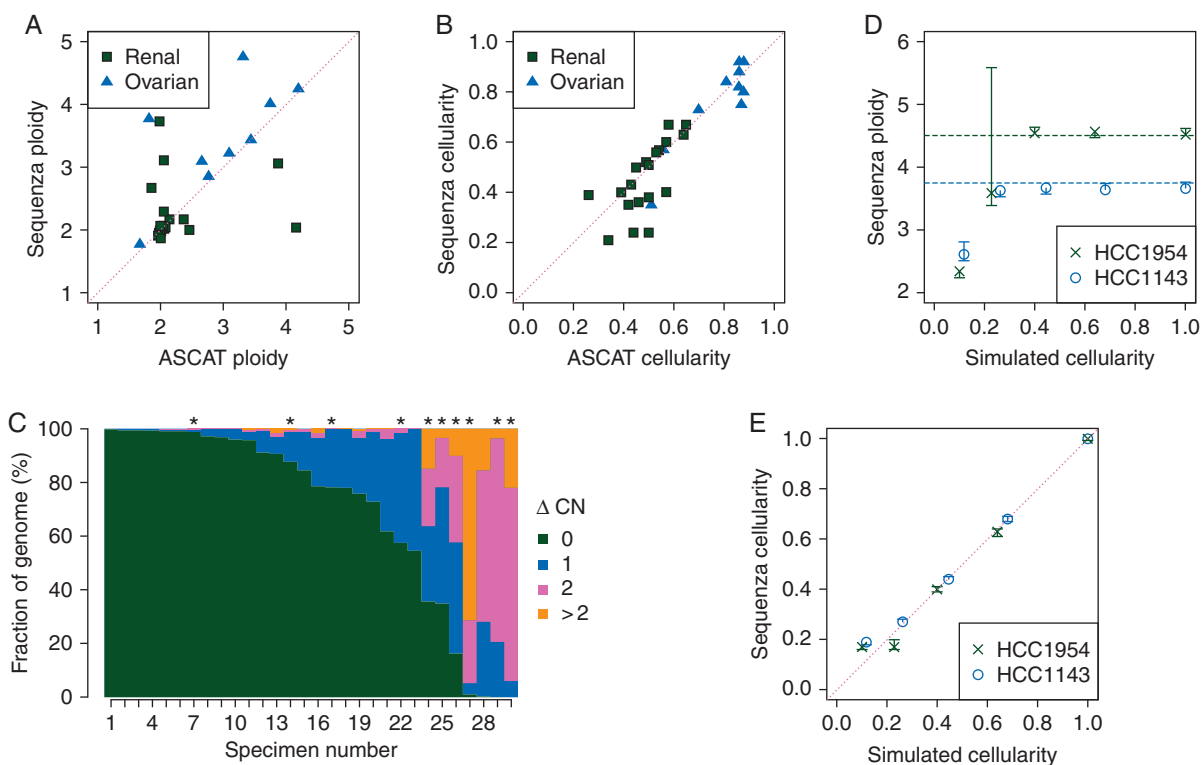 A
Renal
Ovarian
5
4
3
2
1
1 2 3 4 5
Sequenza ploidy
ASCAT ploidy
B
Renal
Ovarian
1.0
0.8
0.6
0.4
0.2
0.0
0.0 0.2 0.4 0.6 0.8 1.0
Sequenza cellularity
ASCAT cellularity
D
6
5
4
3
2
0.0 0.2 0.4 0.6 0.8 1.0
Sequenza ploidy
Simulated cellularity
HCC1954
HCC1143
C
* * * * * * * * * *
100
80
60
40
20
0
1 4 7 10 13 16 19 22 25 28
Fraction of genome (%)
Specimen number
Δ CN
0
1
2
>2
E
1.0
0.8
0.6
0.4
0.2
0.0
0.0 0.2 0.4 0.6 0.8 1.0
Sequenza cellularity
Simulated cellularity
HCC1954
HCC1143